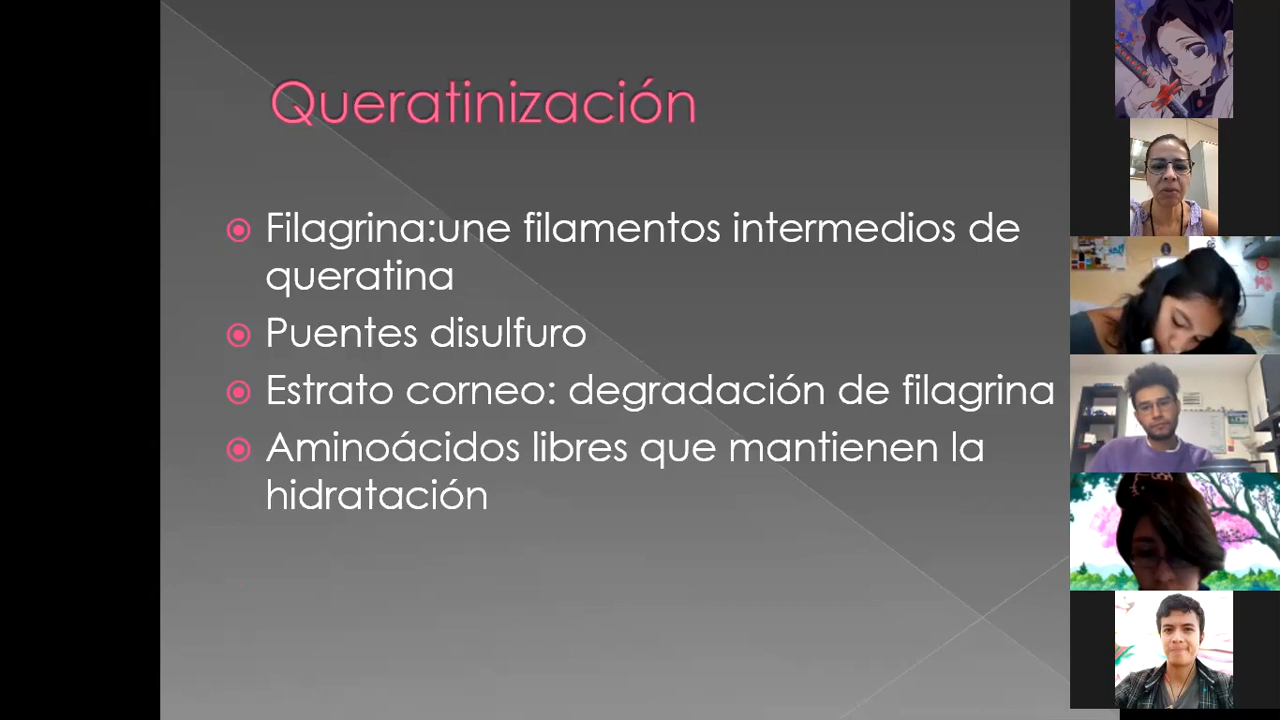 Queratinización
Filagrina:une filamentos intermedios de
queratina
Puentes disulfuro
Estrato corneo: degradación de filagrina
Aminoácidos libres que mantienen la
hidratación